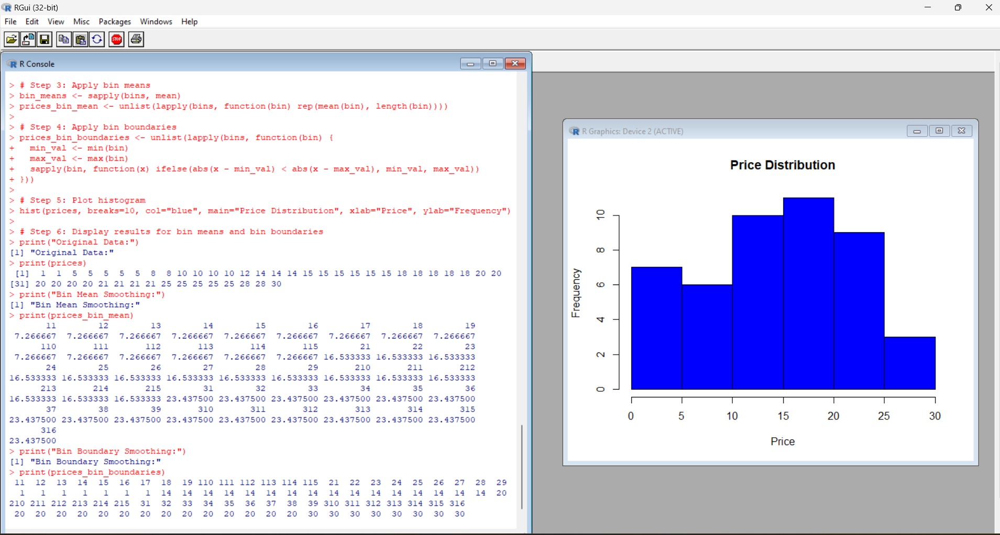 RGui (32-bit)
File Edit View Misc Packages Windows Help
STOP
R Console
> # Step 3: Apply bin means
> bin_means <- sapply(bins, mean)
> prices_bin_mean <- unlist(lapply(bins, function(bin) rep(mean(bin), length(bin))))
>
> # Step 4: Apply bin boundaries
> prices_bin_boundaries <- unlist(lapply(bins, function(bin) {
+   min_val <- min(bin)
+   max_val <- max(bin)
+   sapply(bin, function(x) ifelse(abs(x - min_val) < abs(x - max_val), min_val, max_val))
+ }))
>
> # Step 5: Plot histogram
> hist(prices, breaks=10, col="blue", main="Price Distribution", xlab="Price", ylab="Frequency")
>
> # Step 6: Display results for bin means and bin boundaries
> print("Original Data:")
[1] "Original Data:"
> print(prices)
 [1]  1  1  5  5  5  5  5  8  8 10 10 10 10 12 14 14 14 15 15 15 15 15 15 18 18 18 18 18 20 20
[31] 20 20 20 20 21 21 21 21 25 25 25 25 25 28 28 30
> print("Bin Mean Smoothing:")
[1] "Bin Mean Smoothing:"
> print(prices_bin_mean)
       11        12        13        14        15        16        17        18        19
 7.266667  7.266667  7.266667  7.266667  7.266667  7.266667  7.266667  7.266667  7.266667
      110       111       112       113       114       115        21        22        23
 7.266667  7.266667  7.266667  7.266667  7.266667  7.266667 16.533333 16.533333 16.533333
       24        25        26        27        28        29       210       211       212
16.533333 16.533333 16.533333 16.533333 16.533333 16.533333 16.533333 16.533333 16.533333
      213       214       215        31        32        33        34        35        36
16.533333 16.533333 16.533333 23.437500 23.437500 23.437500 23.437500 23.437500 23.437500
       37        38        39       310       311       312       313       314       315
23.437500 23.437500 23.437500 23.437500 23.437500 23.437500 23.437500 23.437500 23.437500
      316
23.437500
> print("Bin Boundary Smoothing:")
[1] "Bin Boundary Smoothing:"
> print(prices_bin_boundaries)
 11  12  13  14  15  16  17  18  19 110 111 112 113 114 115  21  22  23  24  25  26  27  28  29
  1   1   1   1   1   1   1  14  14  14  14  14  14  14  14  14  14  14  14  14  14  14  14  20
210 211 212 213 214 215  31  32  33  34  35  36  37  38  39 310 311 312 313 314 315 316
 20  20  20  20  20  20  20  20  20  20  20  20  20  20  30  30  30  30  30  30  30  30
R Graphics: Device 2 (ACTIVE)
Price Distribution
Frequency
10
8
6
4
2
0
0 5 10 15 20 25 30
Price